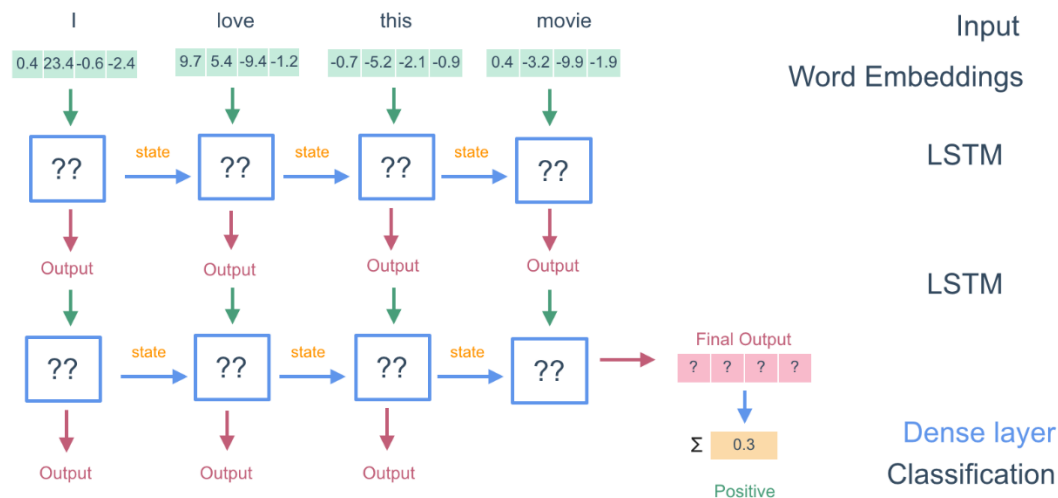 I love this movie Input
0.4 23.4 -0.6 -2.4 9.7 5.4 -9.4 -1.2 -0.7 -5.2 -2.1 -0.9 0.4 -3.2 -9.9 -1.9 Word Embeddings
?? state ?? state ?? state ?? LSTM
Output Output Output Output LSTM
?? state ?? state ?? state ??
Final Output
? ? ? ?
Output Output Output
Σ 0.3 Dense layer
Positive Classification